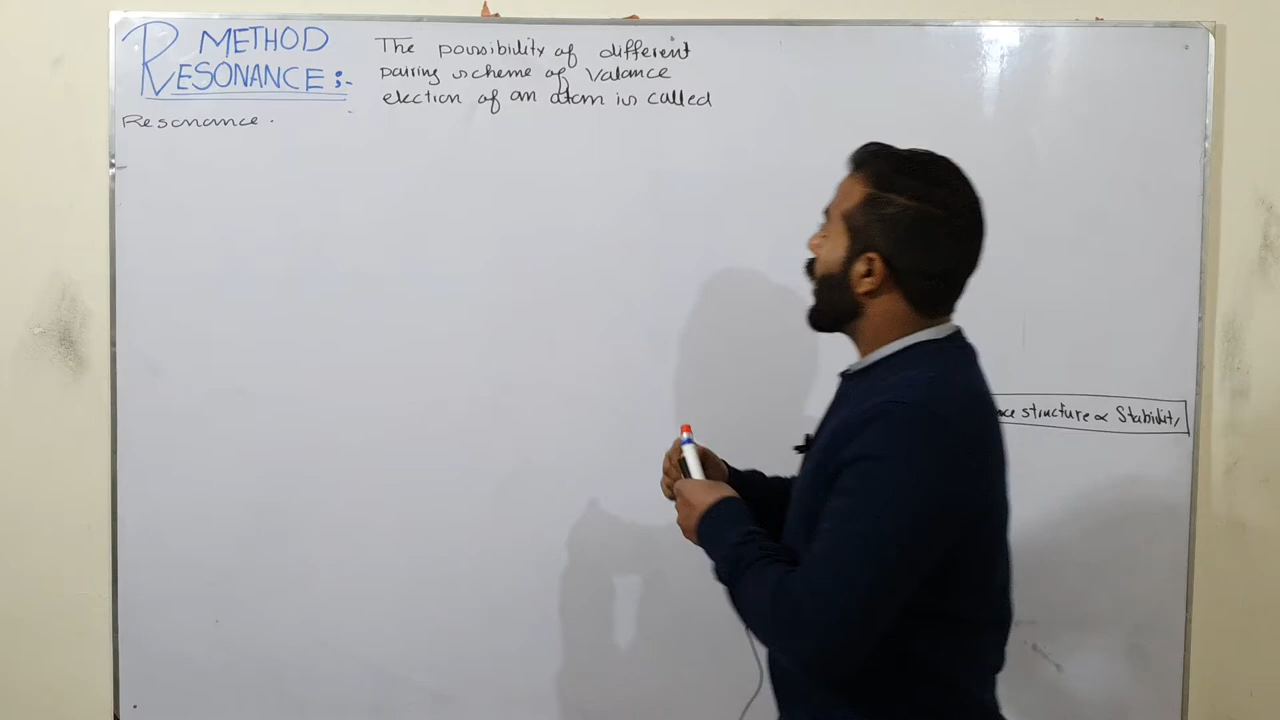 METHOD
RESONANCE:-
The possibility of different
pairing scheme of valance
election of an atom is called
Resonance.
structure ∝ Stability